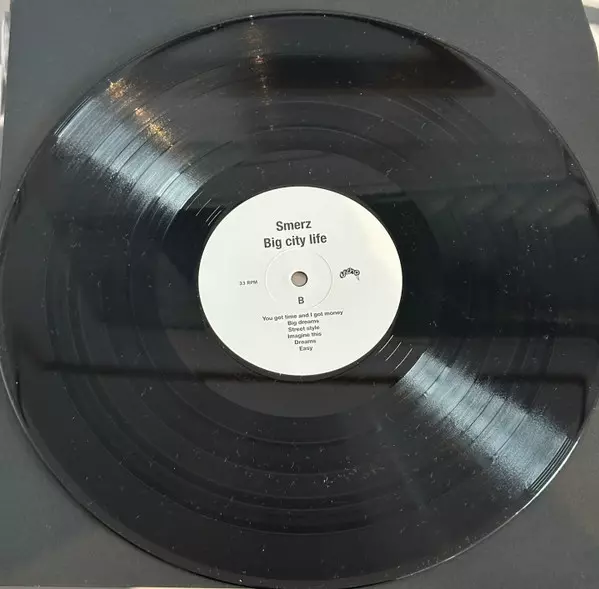 Smerz
Big city life
33 RPM
B
You got time and I got money
Big dreams
Street style
Imagine this
Dreams
Easy